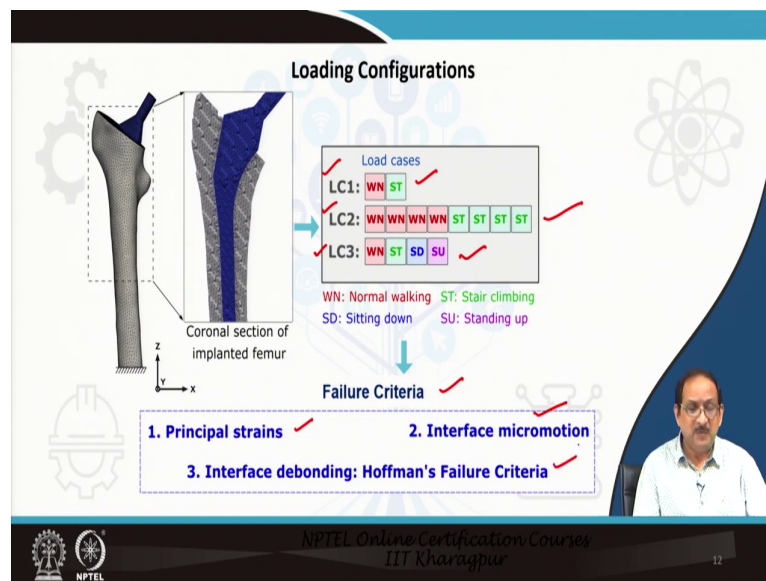 Loading Configurations
Load cases
LC1: WN ST
LC2: WN WN WN WN ST ST ST ST
LC3: WN ST SD SU
WN: Normal walking ST: Stair climbing
SD: Sitting down SU: Standing up
Coronal section of
implanted femur
Z
Y
X
Failure Criteria
1. Principal strains 2. Interface micromotion
3. Interface debonding: Hoffman's Failure Criteria
NPTEL Online Certification Courses
IIT Kharagpur
NPTEL
12